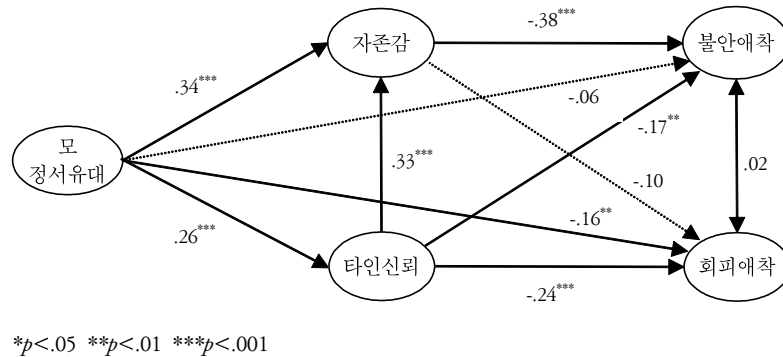 자존감
-.38***
불안애착
.34***
-.06
모
정서유대
.33***
-.17**
-.10
.02
.26***
-.16**
타인신뢰
-.24***
회피애착
*p<.05 **p<.01 ***p<.001